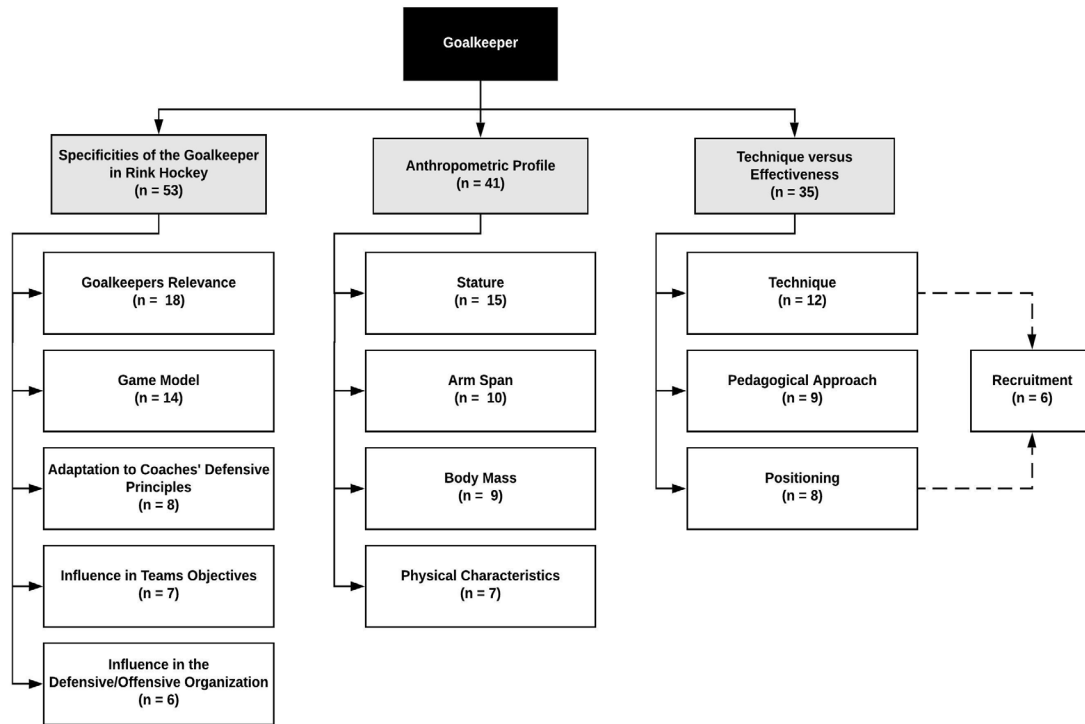 Goalkeeper
Specificities of the Goalkeeper
in Rink Hockey
(n = 53)
Goalkeepers Relevance
(n = 18)
Game Model
(n = 14)
Adaptation to Coaches' Defensive
Principles
(n = 8)
Influence in Teams Objectives
(n = 7)
Influence in the
Defensive/Offensive Organization
(n = 6)
Anthropometric Profile
(n = 41)
Stature
(n = 15)
Arm Span
(n = 10)
Body Mass
(n = 9)
Physical Characteristics
(n = 7)
Technique versus
Effectiveness
(n = 35)
Technique
(n = 12)
Pedagogical Approach
(n = 9)
Positioning
(n = 8)
Recruitment
(n = 6)